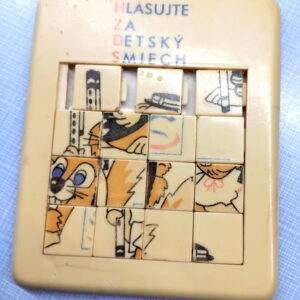 HLASUJTE
ZA
DETSKÝ
SMIECH